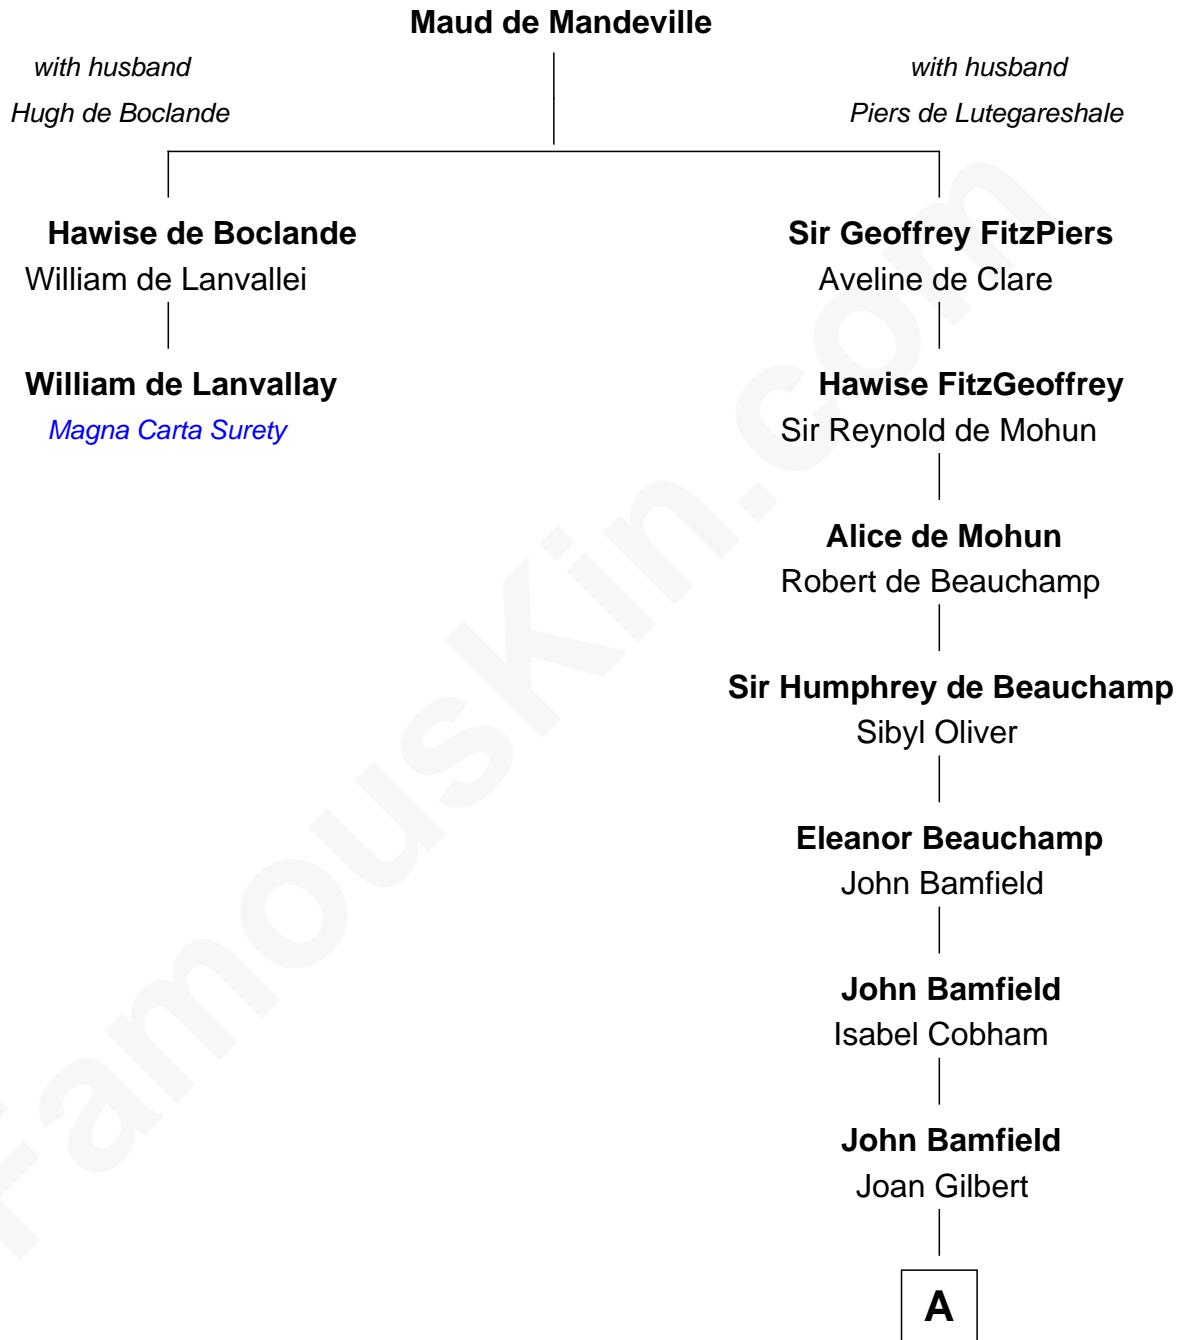 Maud de Mandeville
with husband
Hugh de Boclande
with husband
Piers de Lutegareshale
Hawise de Boclande
William de Lanvallei
William de Lanvallay
Magna Carta Surety
Sir Geoffrey FitzPiers
Aveline de Clare
Hawise FitzGeoffrey
Sir Reynold de Mohun
Alice de Mohun
Robert de Beauchamp
Sir Humphrey de Beauchamp
Sibyl Oliver
Eleanor Beauchamp
John Bamfield
John Bamfield
Isabel Cobham
John Bamfield
Joan Gilbert
A
FamousKin.com